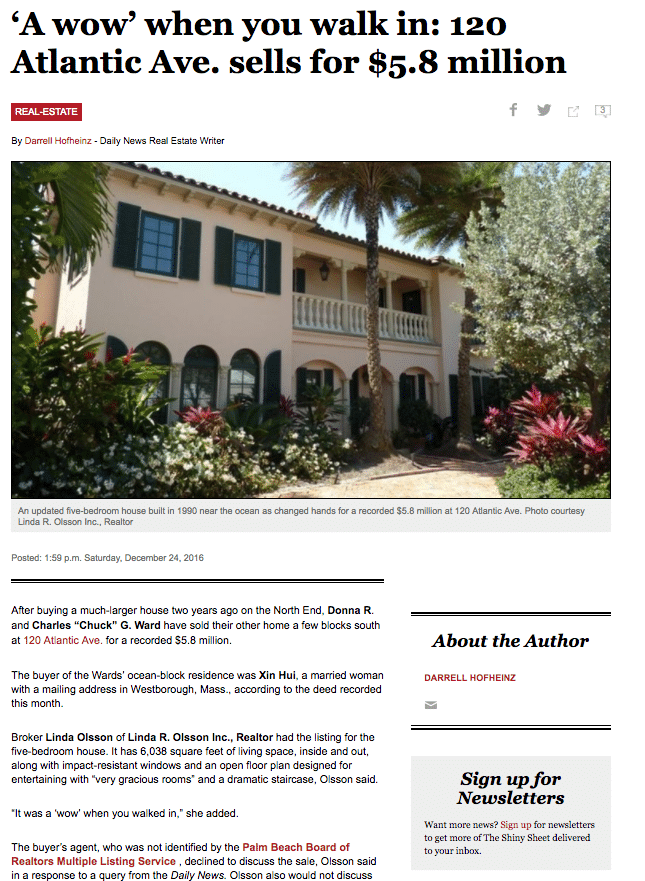 ‘A wow’ when you walk in: 120
Atlantic Ave. sells for $5.8 million
REAL-ESTATE
3
By Darrell Hofheinz - Daily News Real Estate Writer
An updated five-bedroom house built in 1990 near the ocean as changed hands for a recorded $5.8 million at 120 Atlantic Ave. Photo courtesy
Linda R. Olsson Inc., Realtor
Posted: 1:59 p.m. Saturday, December 24, 2016
After buying a much-larger house two years ago on the North End, Donna R.
and Charles “Chuck” G. Ward have sold their other home a few blocks south
at 120 Atlantic Ave. for a recorded $5.8 million.
The buyer of the Wards’ ocean-block residence was Xin Hui, a married woman
with a mailing address in Westborough, Mass., according to the deed recorded
this month.
Broker Linda Olsson of Linda R. Olsson Inc., Realtor had the listing for the
five-bedroom house. It has 6,038 square feet of living space, inside and out,
along with impact-resistant windows and an open floor plan designed for
entertaining with “very gracious rooms” and a dramatic staircase, Olsson said.
“It was a ‘wow’ when you walked in,” she added.
The buyer’s agent, who was not identified by the Palm Beach Board of
Realtors Multiple Listing Service , declined to discuss the sale, Olsson said
in a response to a query from the Daily News. Olsson also would not discuss
About the Author
DARRELL HOFHEINZ
Sign up for
Newsletters
Want more news? Sign up for newsletters
to get more of The Shiny Sheet delivered
to your inbox.